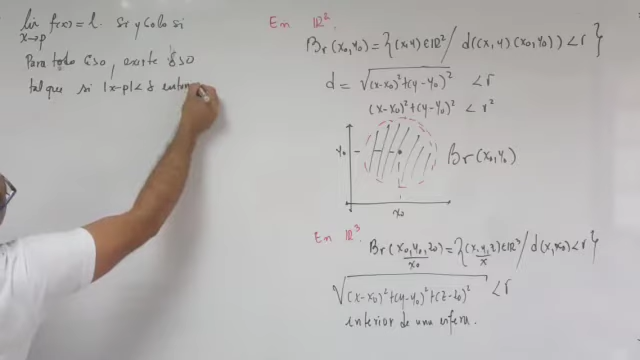 lim f(x) = l. Si y solo si
x→p
Para todo ε>0, existe δ>0
tal que si |x-p|<δ enton
En ℝ²
Br(x₀,y₀) = {(x,y)∈ℝ² / d((x,y)(x₀,y₀))<r}
d = √(x-x₀)²+(y-y₀)² <r
(x-x₀)²+(y-y₀)² < r²
y₀
Br(x₀,y₀)
x₀
En ℝ³
Br(x₀,y₀,z₀) = {(x,y,z)∈ℝ³ / d(x,x₀)<r}
x₀ x
√(x-x₀)²+(y-y₀)²+(z-z₀)² <r
interior de una esfera.